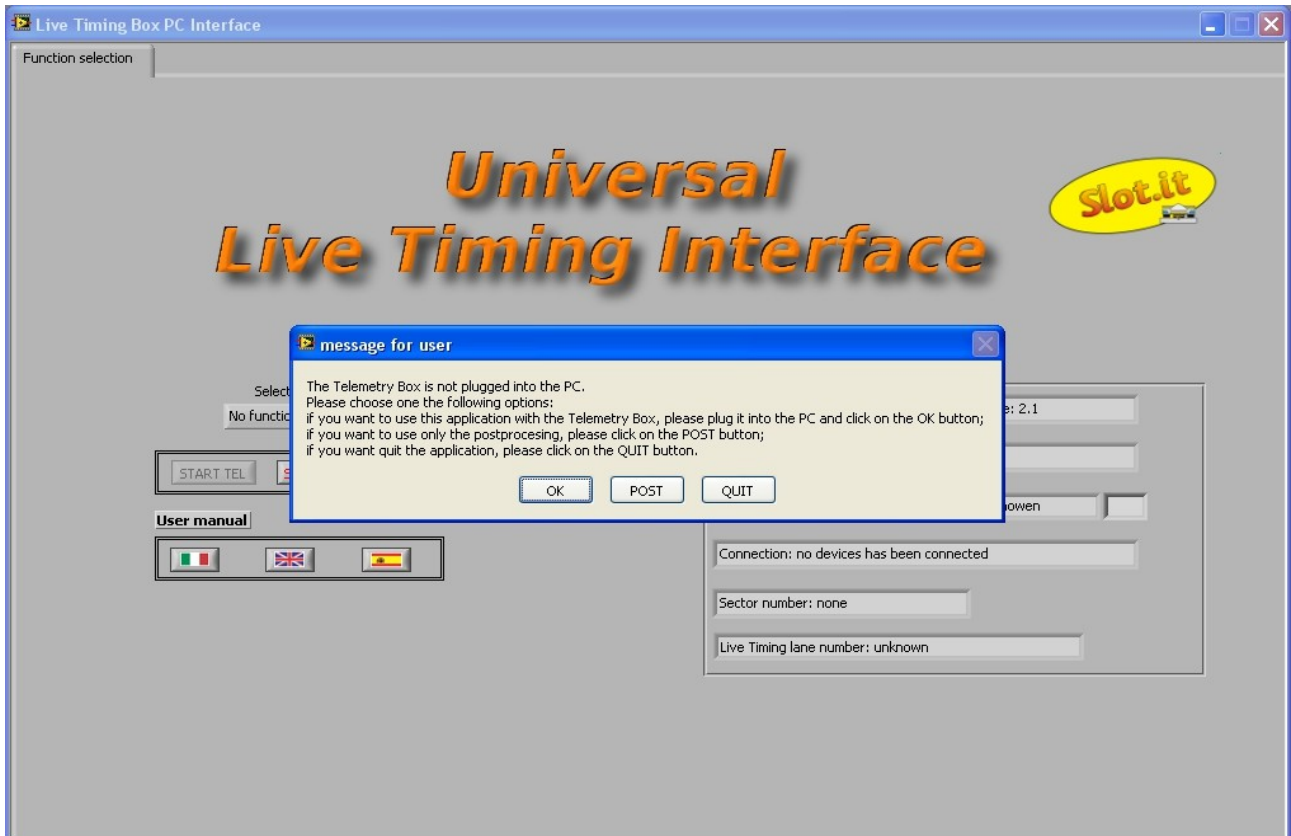 Live Timing Box PC Interface
Function selection
Universal
Live Timing Interface
Slot.it
message for user
The Telemetry Box is not plugged into the PC.
Please choose one the following options:
if you want to use this application with the Telemetry Box, please plug it into the PC and click on the OK button;
if you want to use only the postprocesing, please click on the POST button;
if you want quit the application, please click on the QUIT button.
OK POST QUIT
Select
No functio
: 2.1
START TEL
owen
User manual
Connection: no devices has been connected
Sector number: none
Live Timing lane number: unknown